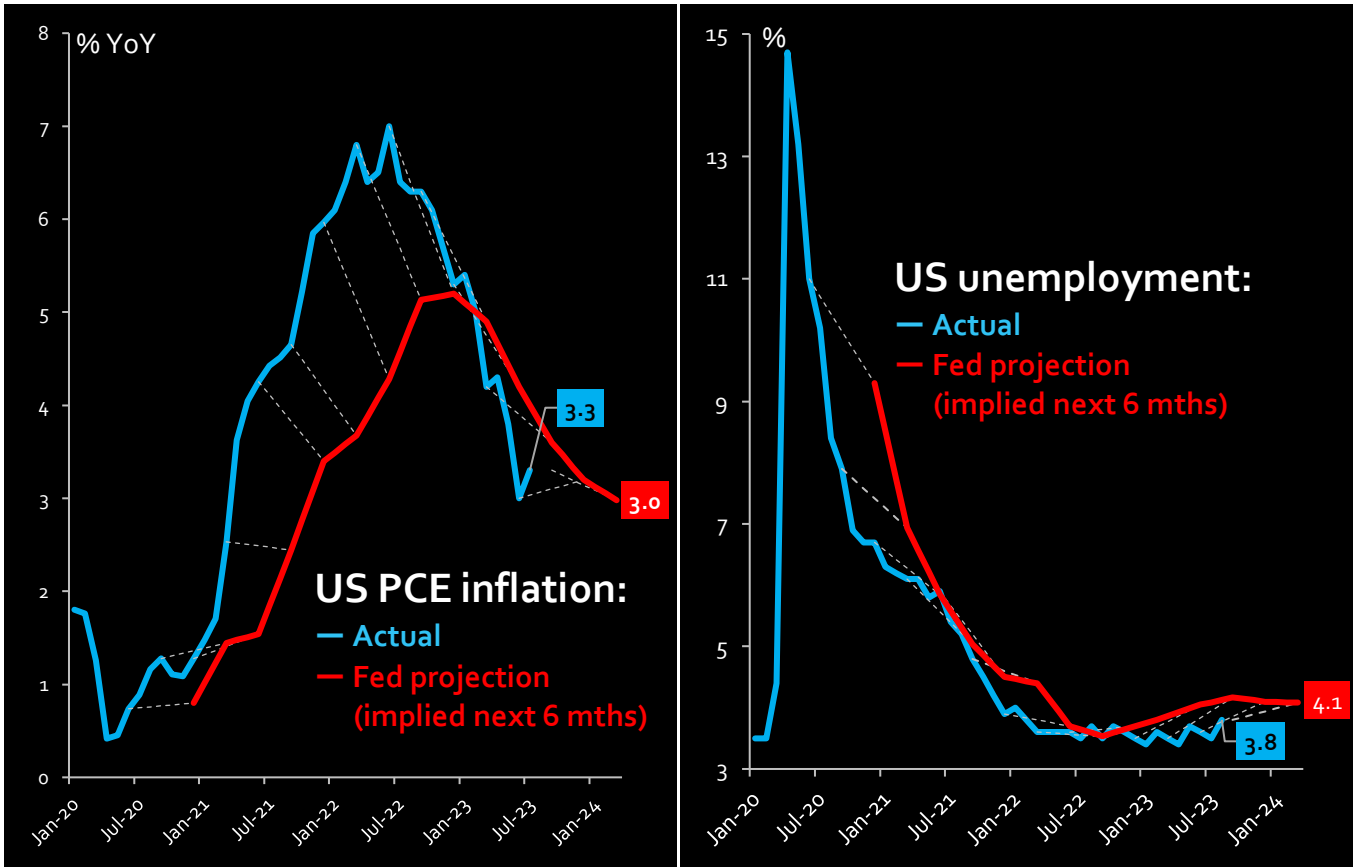 % YoY
8
7
6
5
4
3
2
1
0
3.3
3.0
US PCE inflation:
Actual
Fed projection
(implied next 6 mths)
Jan-20
Jul-20
Jan-21
Jul-21
Jan-22
Jul-22
Jan-23
Jul-23
Jan-24
%
15
13
11
9
7
5
3
US unemployment:
Actual
Fed projection
(implied next 6 mths)
4.1
3.8
Jan-20
Jul-20
Jan-21
Jul-21
Jan-22
Jul-22
Jan-23
Jul-23
Jan-24